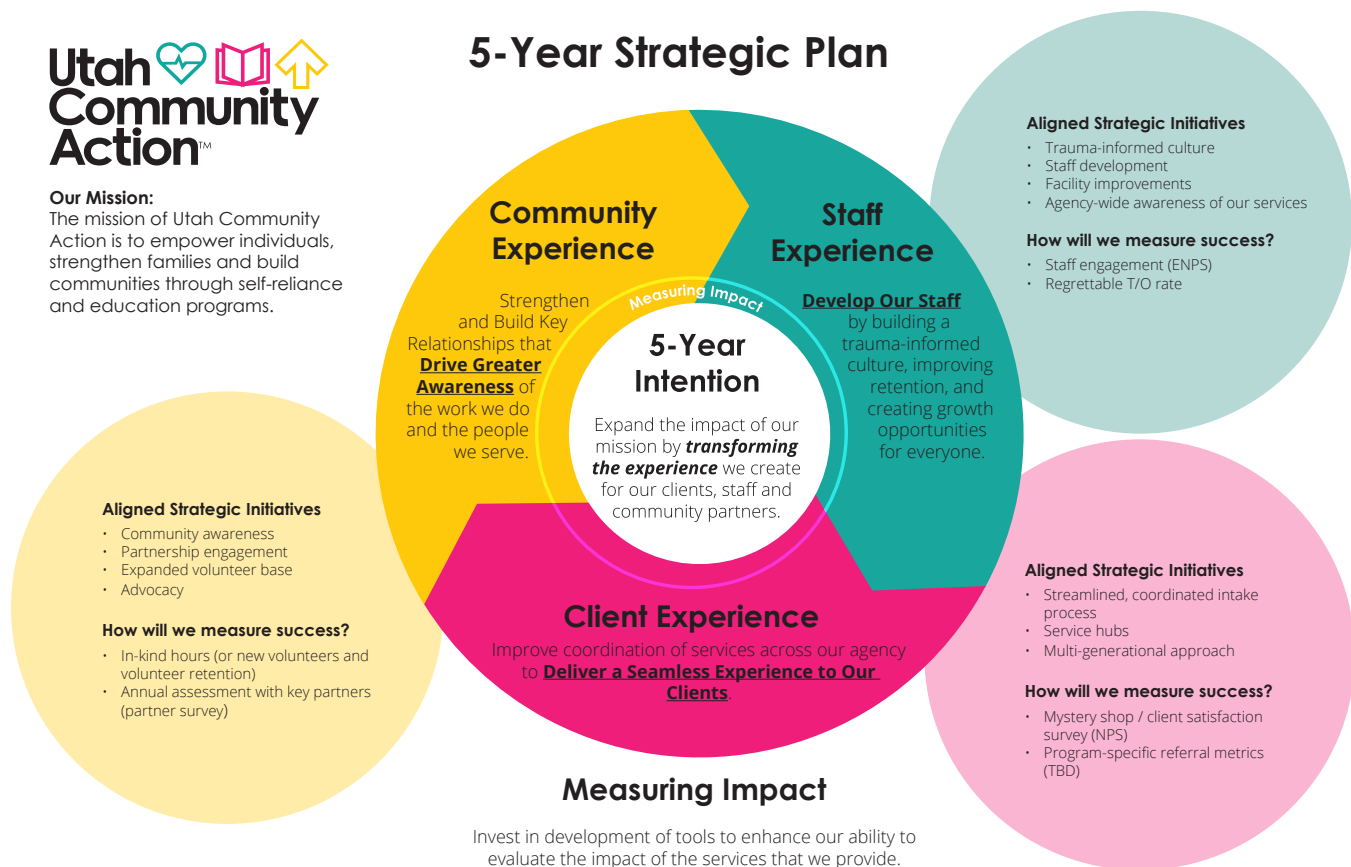 Utah
Community
Action™
Our Mission:
The mission of Utah Community
Action is to empower individuals,
strengthen families and build
communities through self-reliance
and education programs.
5-Year Strategic Plan
Community
Experience
Strengthen
and Build Key
Relationships that
Drive Greater
Awareness of
the work we do
and the people
we serve.
Staff
Experience
Develop Our Staff
by building a
trauma-informed
culture, improving
retention, and
creating growth
opportunities
for everyone.
Measuring Impact
5-Year
Intention
Expand the impact of our
mission by transforming
the experience we create
for our clients, staff and
community partners.
Client Experience
Improve coordination of services across our agency
to Deliver a Seamless Experience to Our
Clients.
Aligned Strategic Initiatives
• Trauma-informed culture
• Staff development
• Facility improvements
• Agency-wide awareness of our services
How will we measure success?
• Staff engagement (ENPS)
• Regrettable T/O rate
Aligned Strategic Initiatives
• Community awareness
• Partnership engagement
• Expanded volunteer base
• Advocacy
How will we measure success?
• In-kind hours (or new volunteers and
volunteer retention)
• Annual assessment with key partners
(partner survey)
Aligned Strategic Initiatives
• Streamlined, coordinated intake
process
• Service hubs
• Multi-generational approach
How will we measure success?
• Mystery shop / client satisfaction
survey (NPS)
• Program-specific referral metrics
(TBD)
Measuring Impact
Invest in development of tools to enhance our ability to
evaluate the impact of the services that we provide.